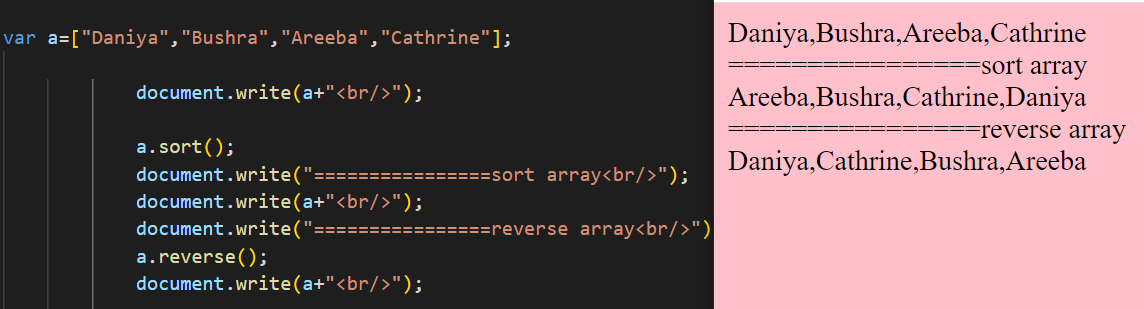 var a=["Daniya","Bushra","Areeba","Cathrine"];
document.write(a+"<br/>");
a.sort();
document.write("================sort array<br/>");
document.write(a+"<br/>");
document.write("================reverse array<br/>")
a.reverse();
document.write(a+"<br/>");
Daniya,Bushra,Areeba,Cathrine
================sort array
Areeba,Bushra,Cathrine,Daniya
================reverse array
Daniya,Cathrine,Bushra,Areeba